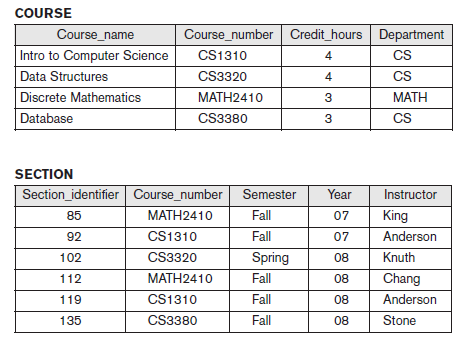 COURSE
Course_name Course_number Credit_hours Department
Intro to Computer Science CS1310 4 CS
Data Structures CS3320 4 CS
Discrete Mathematics MATH2410 3 MATH
Database CS3380 3 CS
SECTION
Section_identifier Course_number Semester Year Instructor
85 MATH2410 Fall 07 King
92 CS1310 Fall 07 Anderson
102 CS3320 Spring 08 Knuth
112 MATH2410 Fall 08 Chang
119 CS1310 Fall 08 Anderson
135 CS3380 Fall 08 Stone